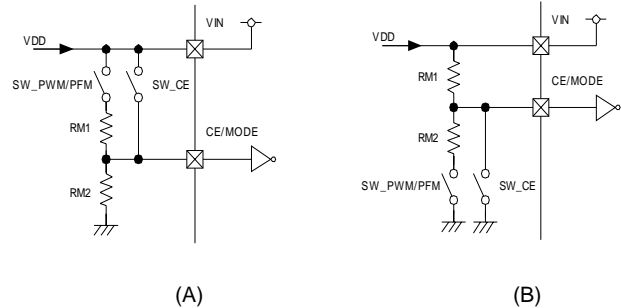 VIN
VDD
SW_PWM/PFM
SW_CE
RM1
CE/MODE
RM2
(A)
VIN
VDD
RM1
CE/MODE
RM2
SW_PWM/PFM
SW_CE
(B)